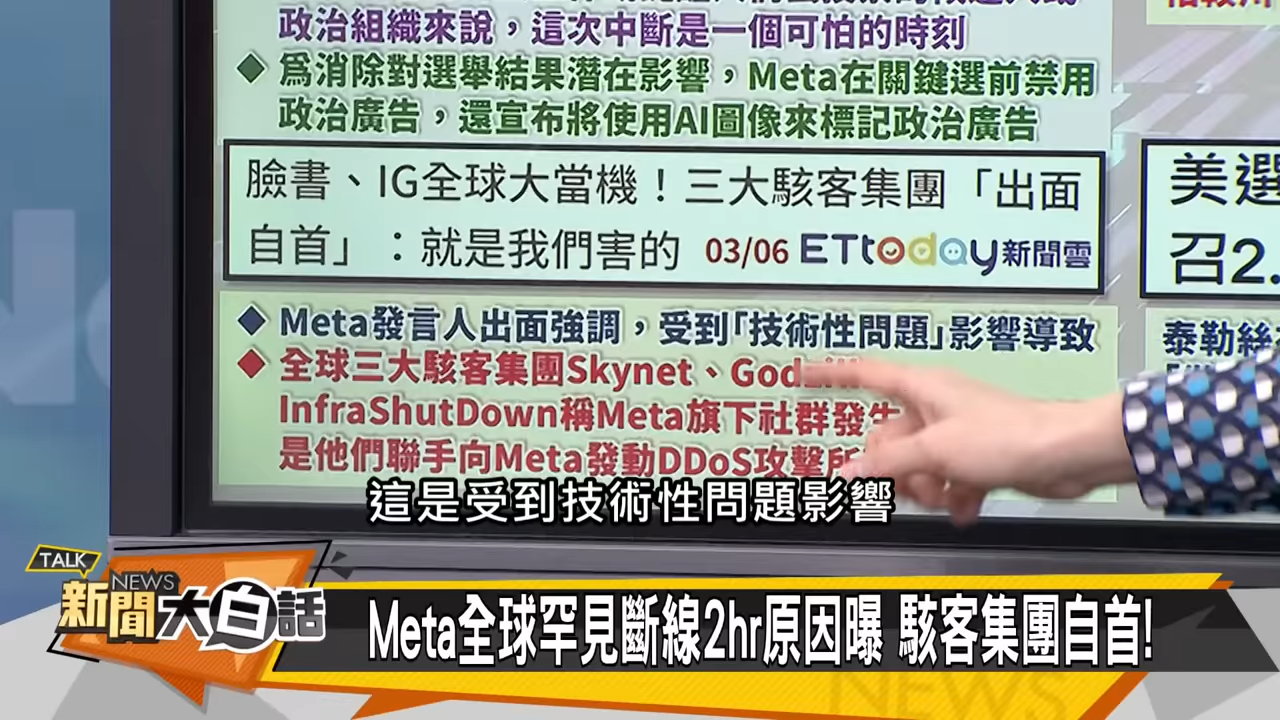 政治組織來說，這次中斷是一個可怕的時刻
◆為消除對選舉結果潛在影響，Meta在關鍵選前禁用
政治廣告，還宣布將使用AI圖像來標記政治廣告
臉書、IG全球大當機！三大駭客集團「出面
自首」：就是我們害的 03/06 ETtoday新聞雲
◆Meta發言人出面強調，受到「技術性問題」影響導致
◆全球三大駭客集團Skynet、God
InfraShutDown稱Meta旗下社群發生
是他們聯手向Meta發動DDoS攻擊所
美選
召2.
泰勒絲
這是受到技術性問題影響
TALK
NEWS
新聞大白話
Meta全球罕見斷線2hr原因曝 駭客集團自首!
NEWS